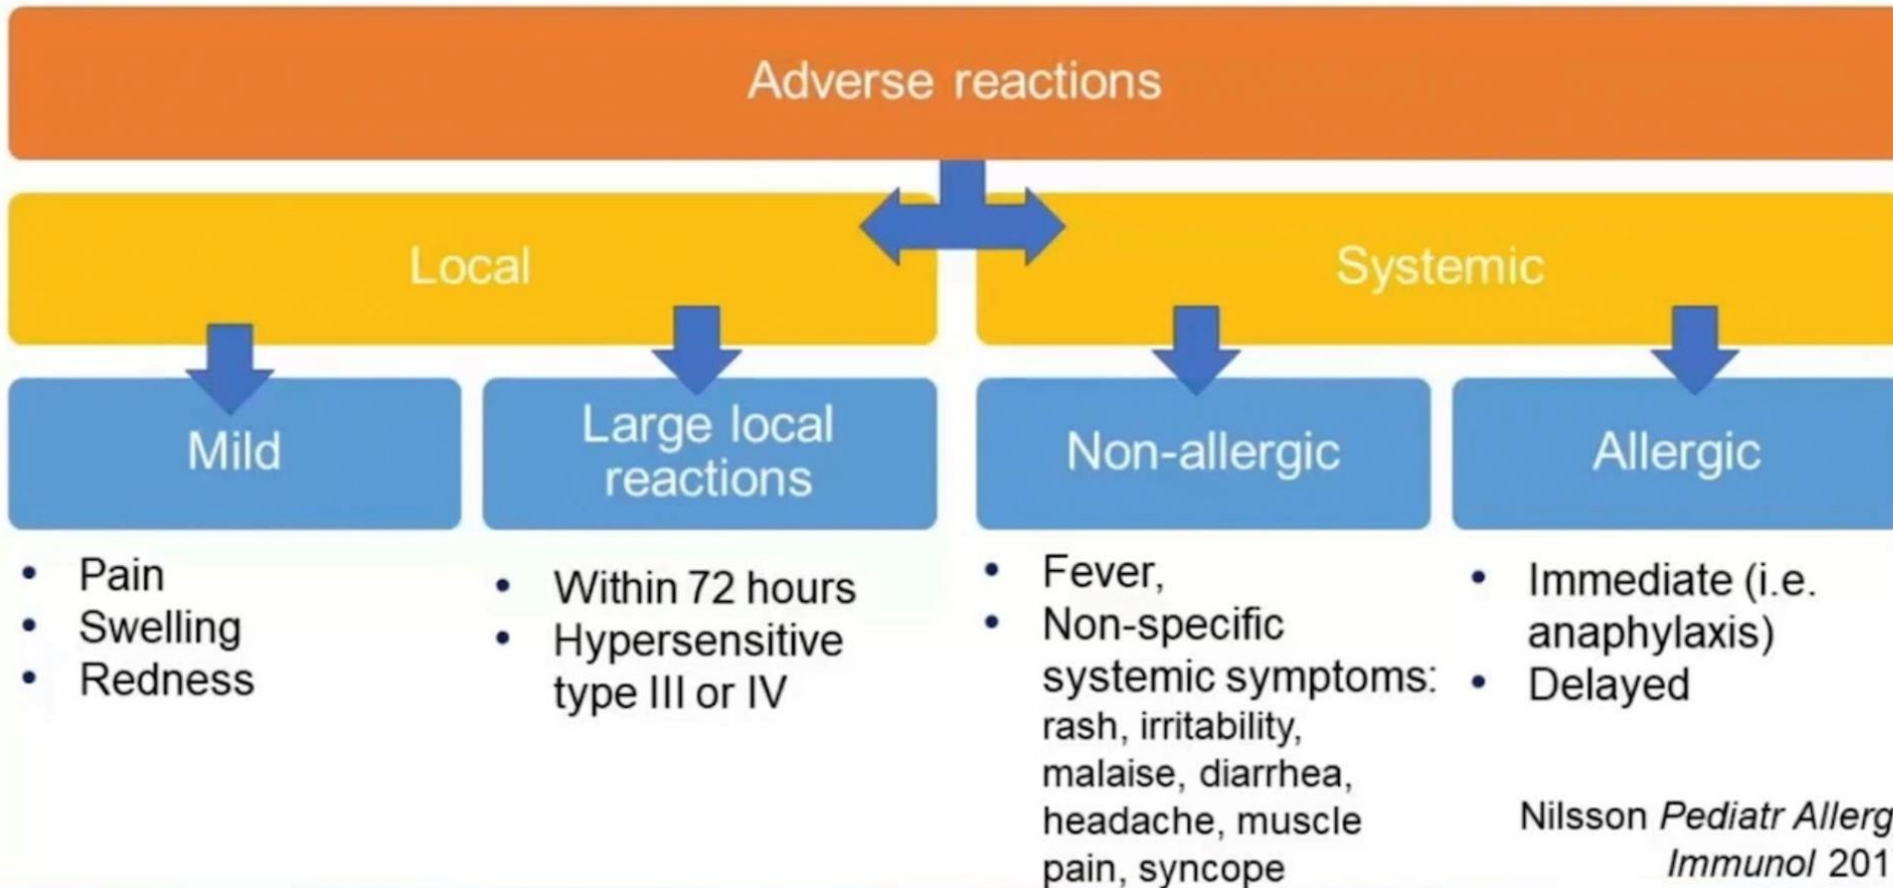 Adverse reactions
Local
Systemic
Mild
Large local
reactions
Non-allergic
Allergic
• Pain
• Swelling
• Redness
• Within 72 hours
• Hypersensitive
type III or IV
• Fever,
• Non-specific
systemic symptoms:
rash, irritability,
malaise, diarrhea,
headache, muscle
pain, syncope
• Immediate (i.e.
anaphylaxis)
• Delayed
Nilsson Pediatr Allerg
Immunol 201